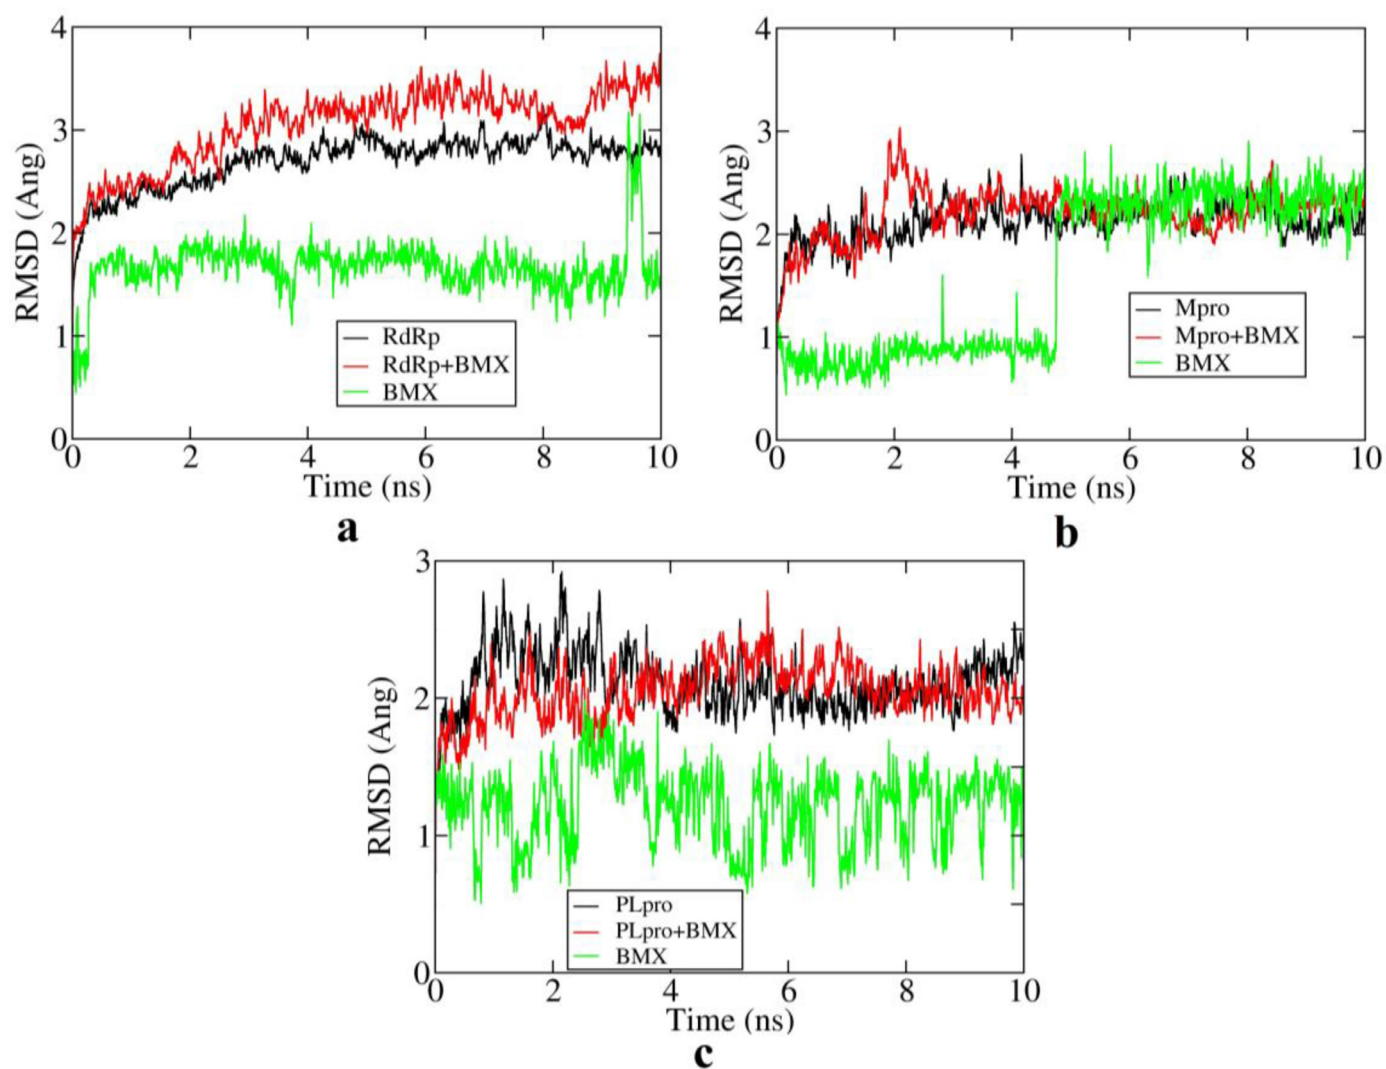 4
3
2
1
0
RMSD (Ang)
RdRp
RdRp+BMX
BMX
0 2 4 6 8 10
Time (ns)
a
4
3
2
1
0
RMSD (Ang)
Mpro
Mpro+BMX
BMX
0 2 4 6 8 10
Time (ns)
b
3
2
1
0
RMSD (Ang)
PLpro
PLpro+BMX
BMX
0 2 4 6 8 10
Time (ns)
c